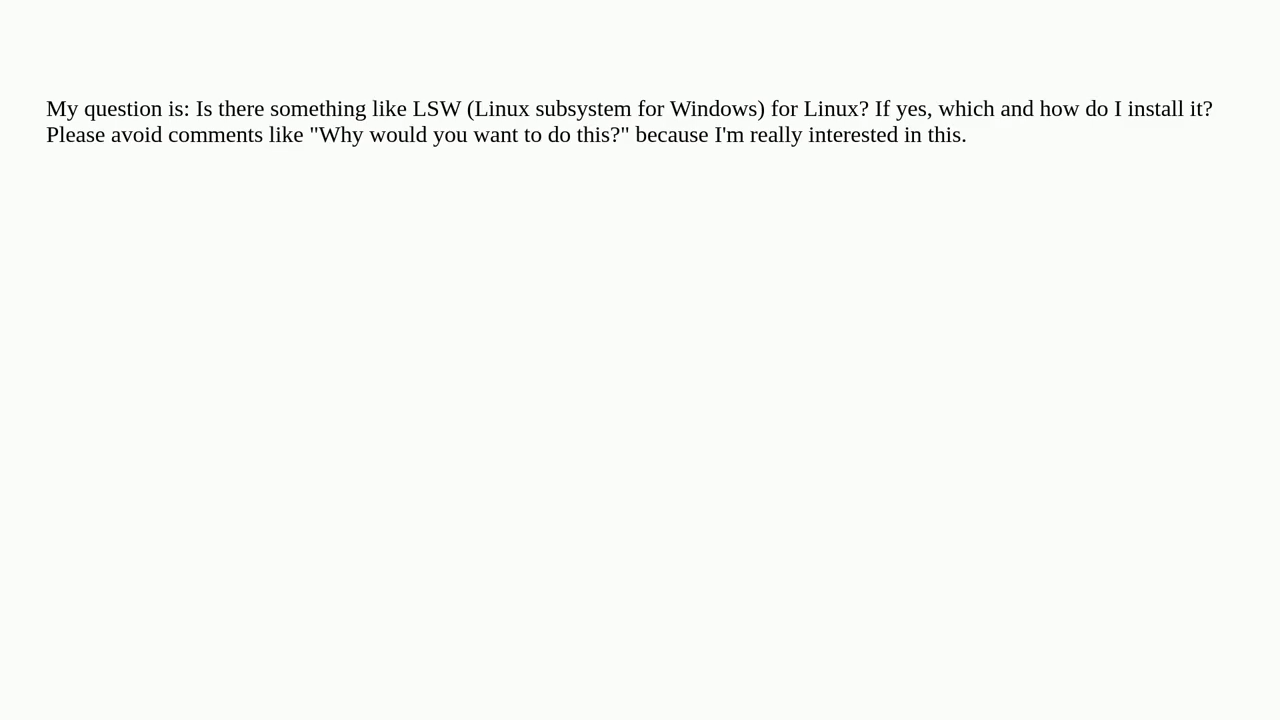 My question is: Is there something like LSW (Linux subsystem for Windows) for Linux? If yes, which and how do I install it?
Please avoid comments like "Why would you want to do this?" because I'm really interested in this.